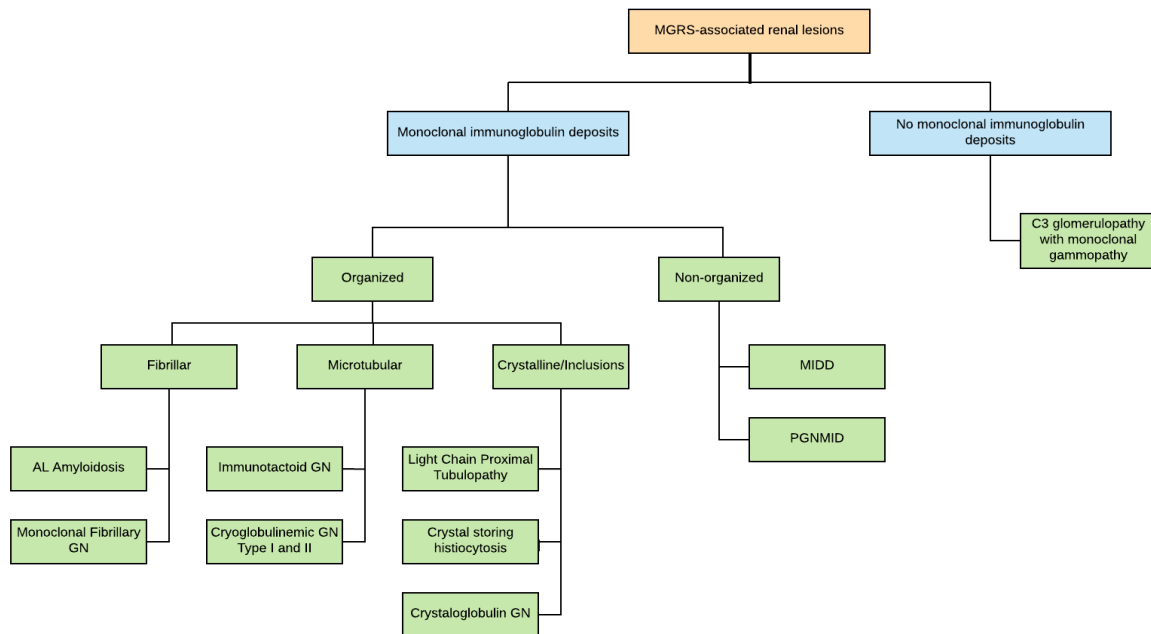 MGRS-associated renal lesions
Monoclonal immunoglobulin deposits
No monoclonal immunoglobulin
deposits
C3 glomerulopathy
with monoclonal
gammopathy
Organized
Non-organized
Fibrillar
Microtubular
Crystalline/Inclusions
MIDD
PGNMID
AL Amyloidosis
Immunotactoid GN
Light Chain Proximal
Tubulopathy
Monoclonal Fibrillary
GN
Cryoglobulinemic GN
Type I and II
Crystal storing
histiocytosis
Crystaloglobulin GN